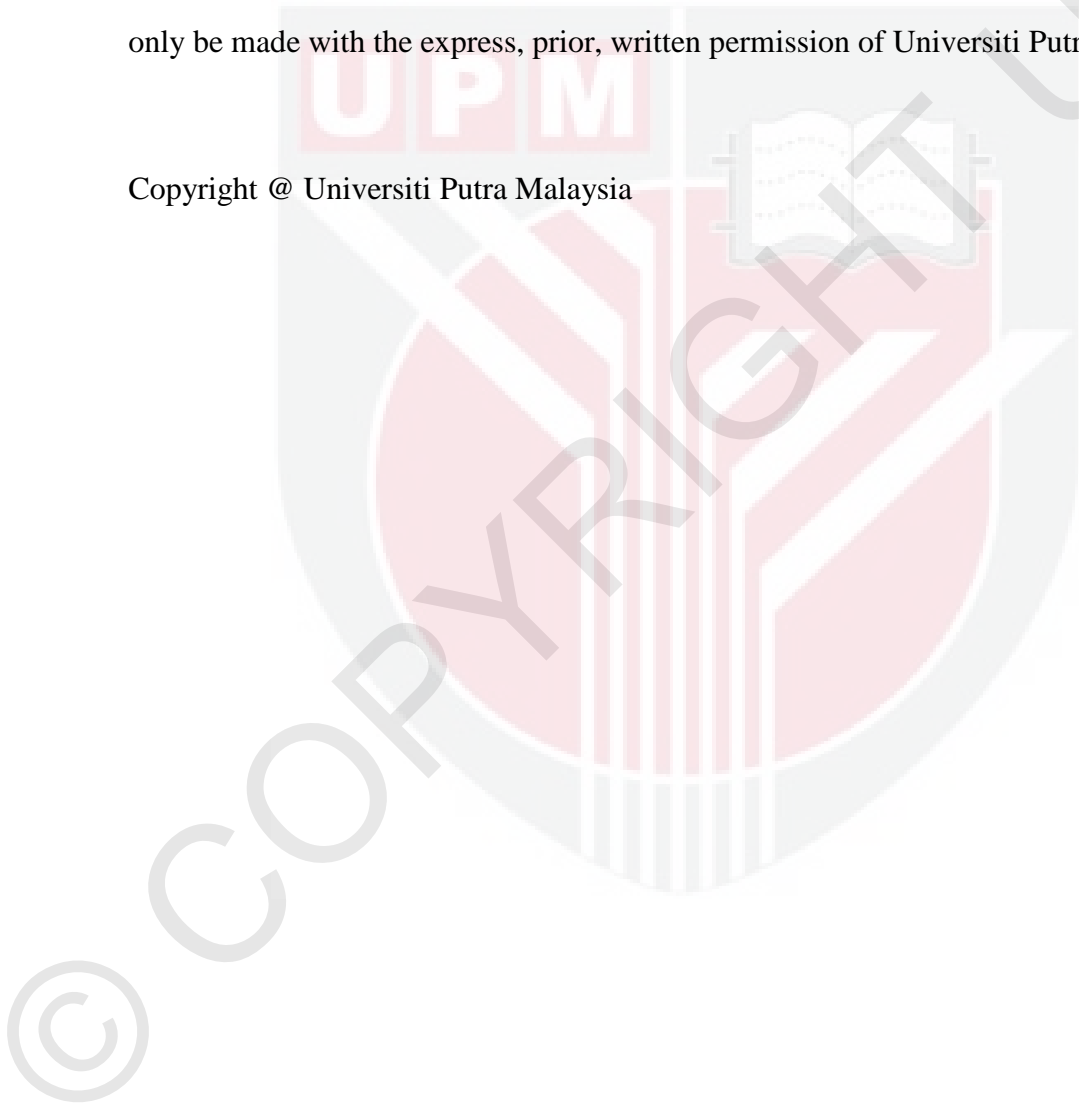 only be made with the express, prior, written permission of Universiti Putr
UPM
Copyright @ Universiti Putra Malaysia
© COPYRIGHT U